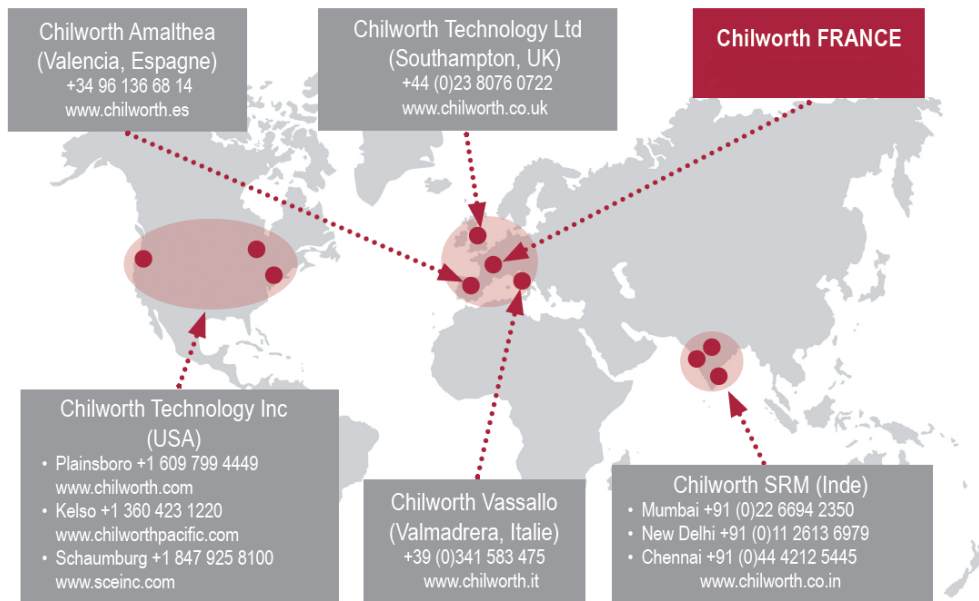 Chilworth Amalthea
(Valencia, Espagne)
+34 96 136 68 14
www.chilworth.es
Chilworth Technology Ltd
(Southampton, UK)
+44 (0)23 8076 0722
www.chilworth.co.uk
Chilworth FRANCE
Chilworth Technology Inc
(USA)
• Plainsboro +1 609 799 4449
www.chilworth.com
• Kelso +1 360 423 1220
www.chilworthpacific.com
• Schaumburg +1 847 925 8100
www.sceinc.com
Chilworth Vassallo
(Valmadrera, Italie)
+39 (0)341 583 475
www.chilworth.it
Chilworth SRM (Inde)
• Mumbai +91 (0)22 6694 2350
• New Delhi +91 (0)11 2613 6979
• Chennai +91 (0)44 4212 5445
www.chilworth.co.in